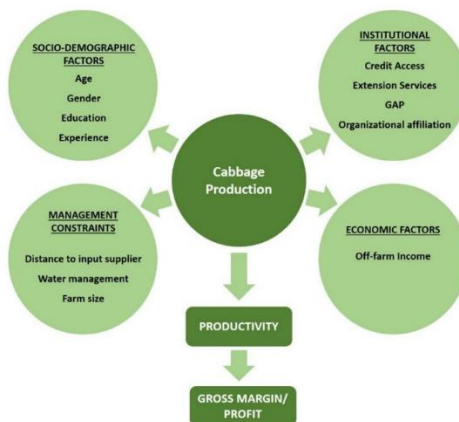 SOCIO-DEMOGRAPHIC
FACTORS
Age
Gender
Education
Experience
INSTITUTIONAL
FACTORS
Credit Access
Extension Services
GAP
Organizational affiliation
Cabbage
Production
MANAGEMENT
CONSTRAINTS
Distance to input supplier
Water management
Farm size
ECONOMIC FACTORS
Off-farm Income
PRODUCTIVITY
GROSS MARGIN/
PROFIT